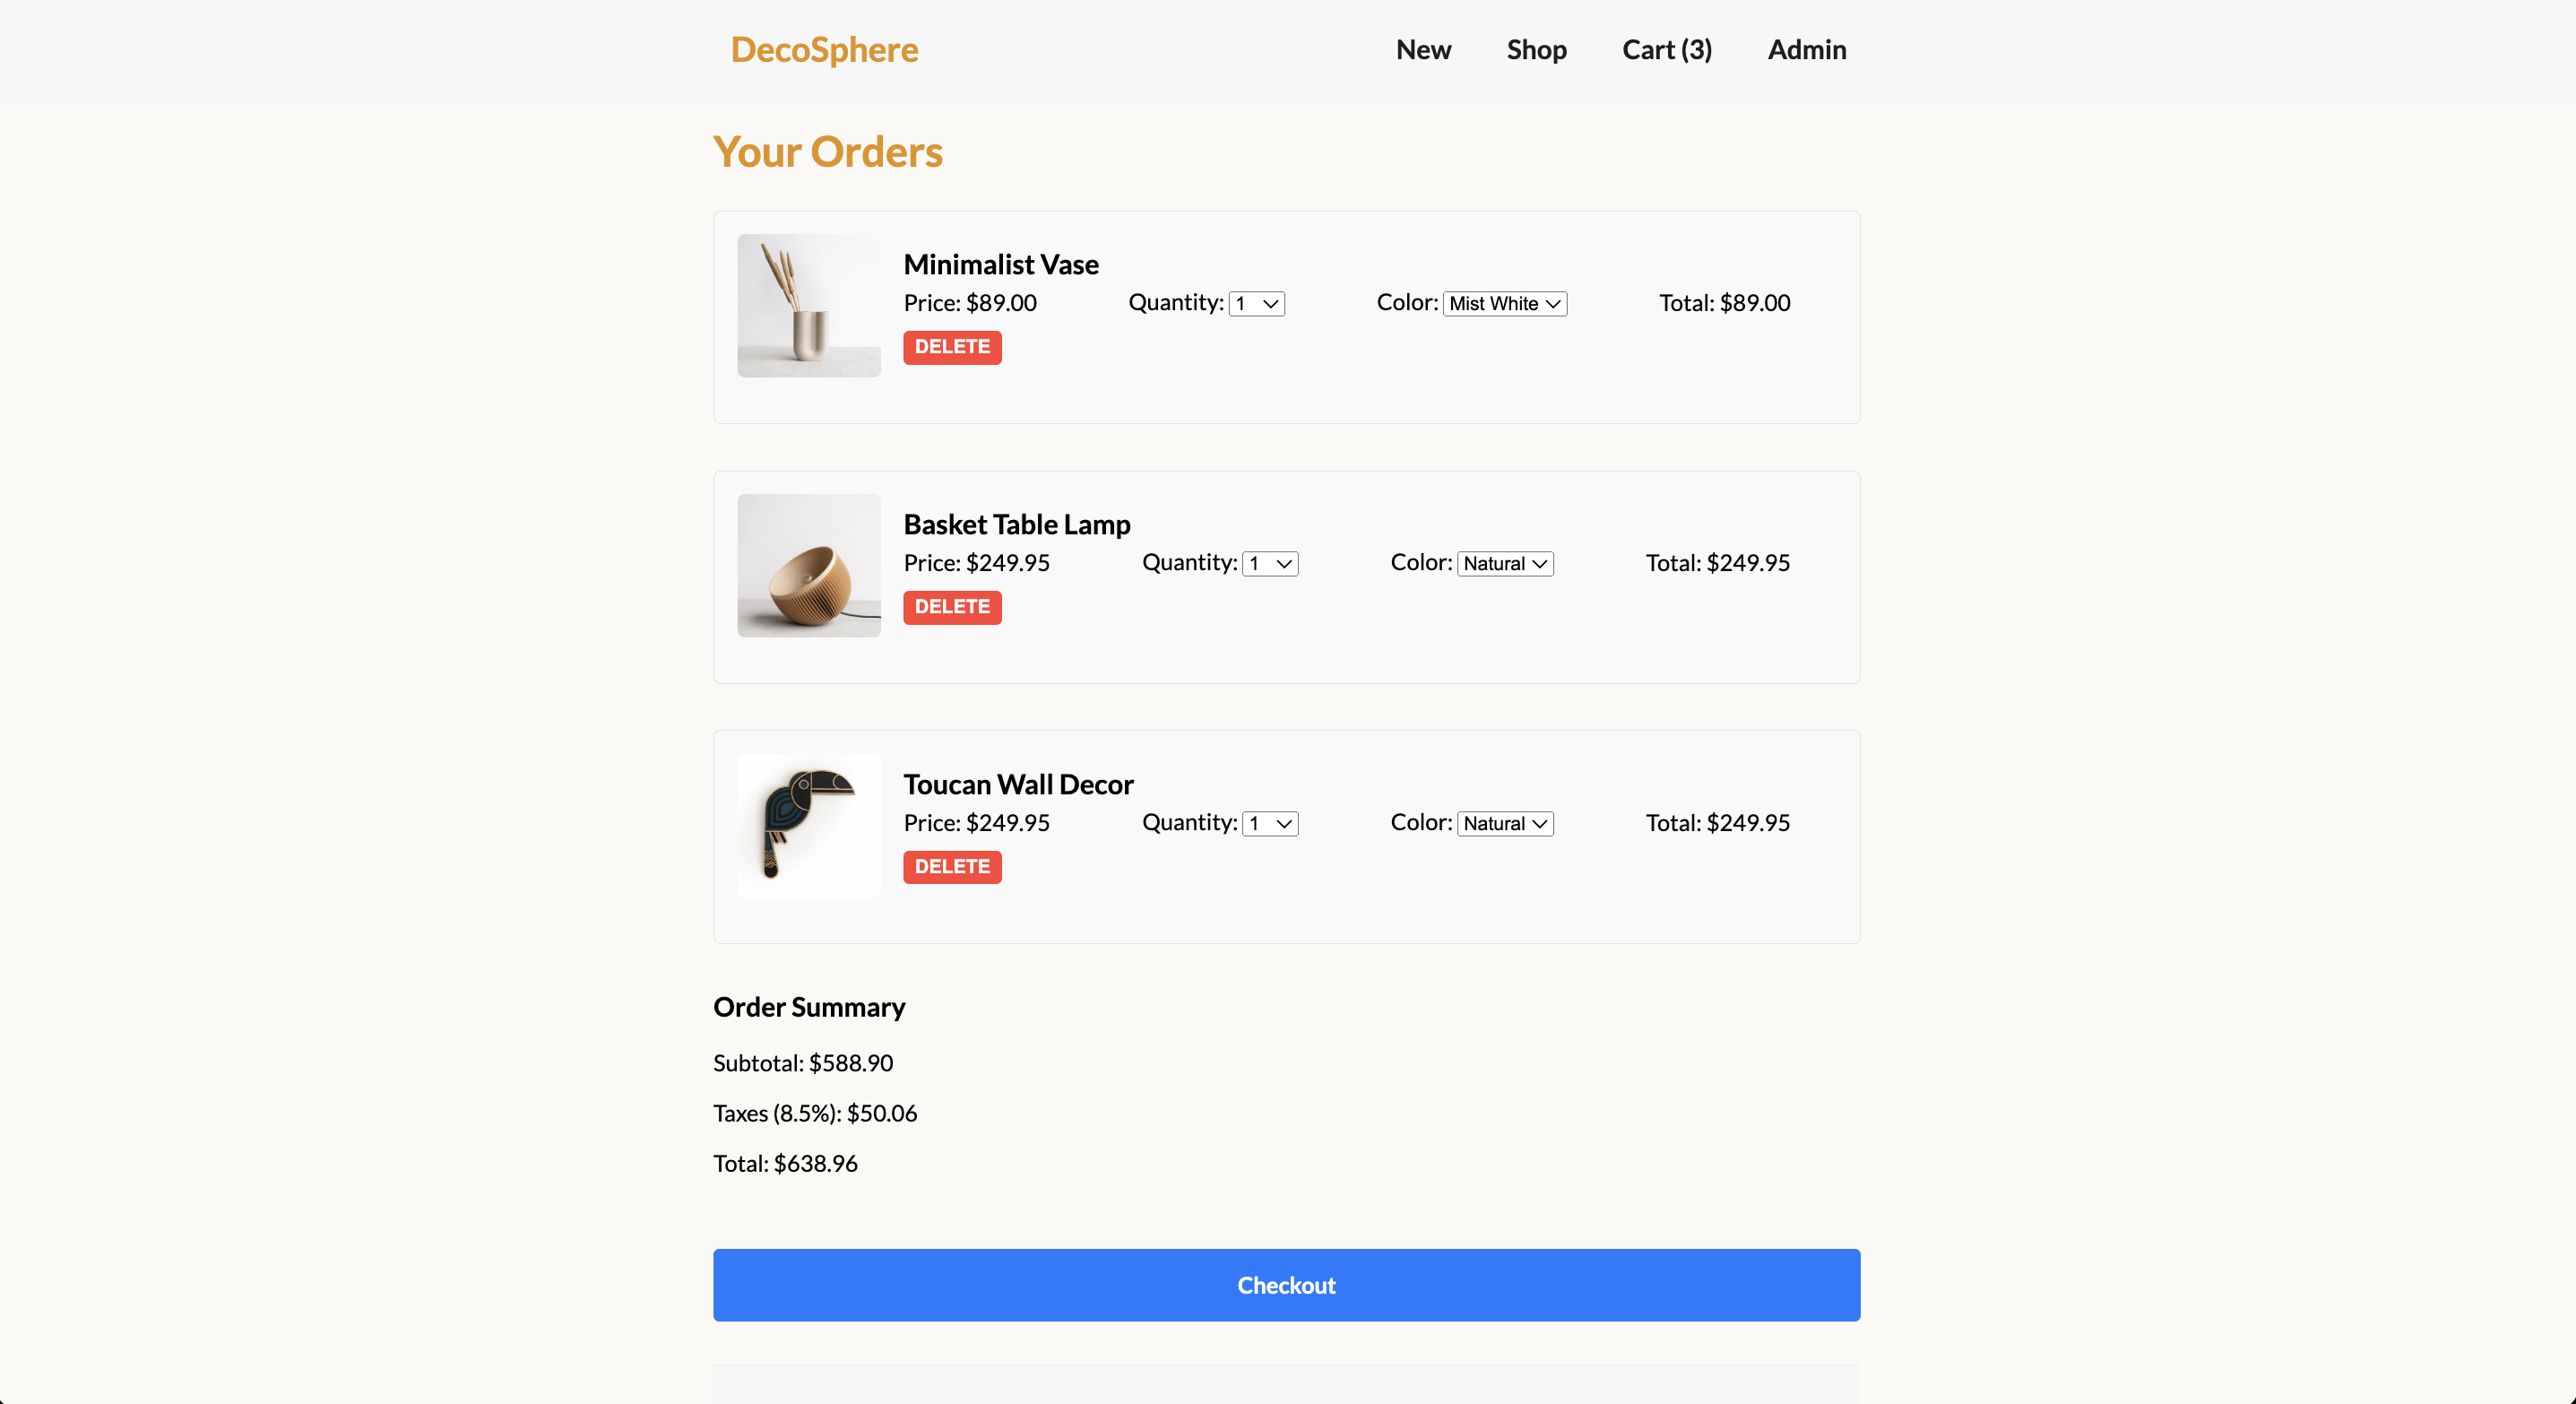 DecoSphere New Shop Cart (3) Admin
Your Orders
Minimalist Vase
Price: $89.00 Quantity: 1 Color: Mist White Total: $89.00
DELETE
Basket Table Lamp
Price: $249.95 Quantity: 1 Color: Natural Total: $249.95
DELETE
Toucan Wall Decor
Price: $249.95 Quantity: 1 Color: Natural Total: $249.95
DELETE
Order Summary
Subtotal: $588.90
Taxes (8.5%): $50.06
Total: $638.96
Checkout